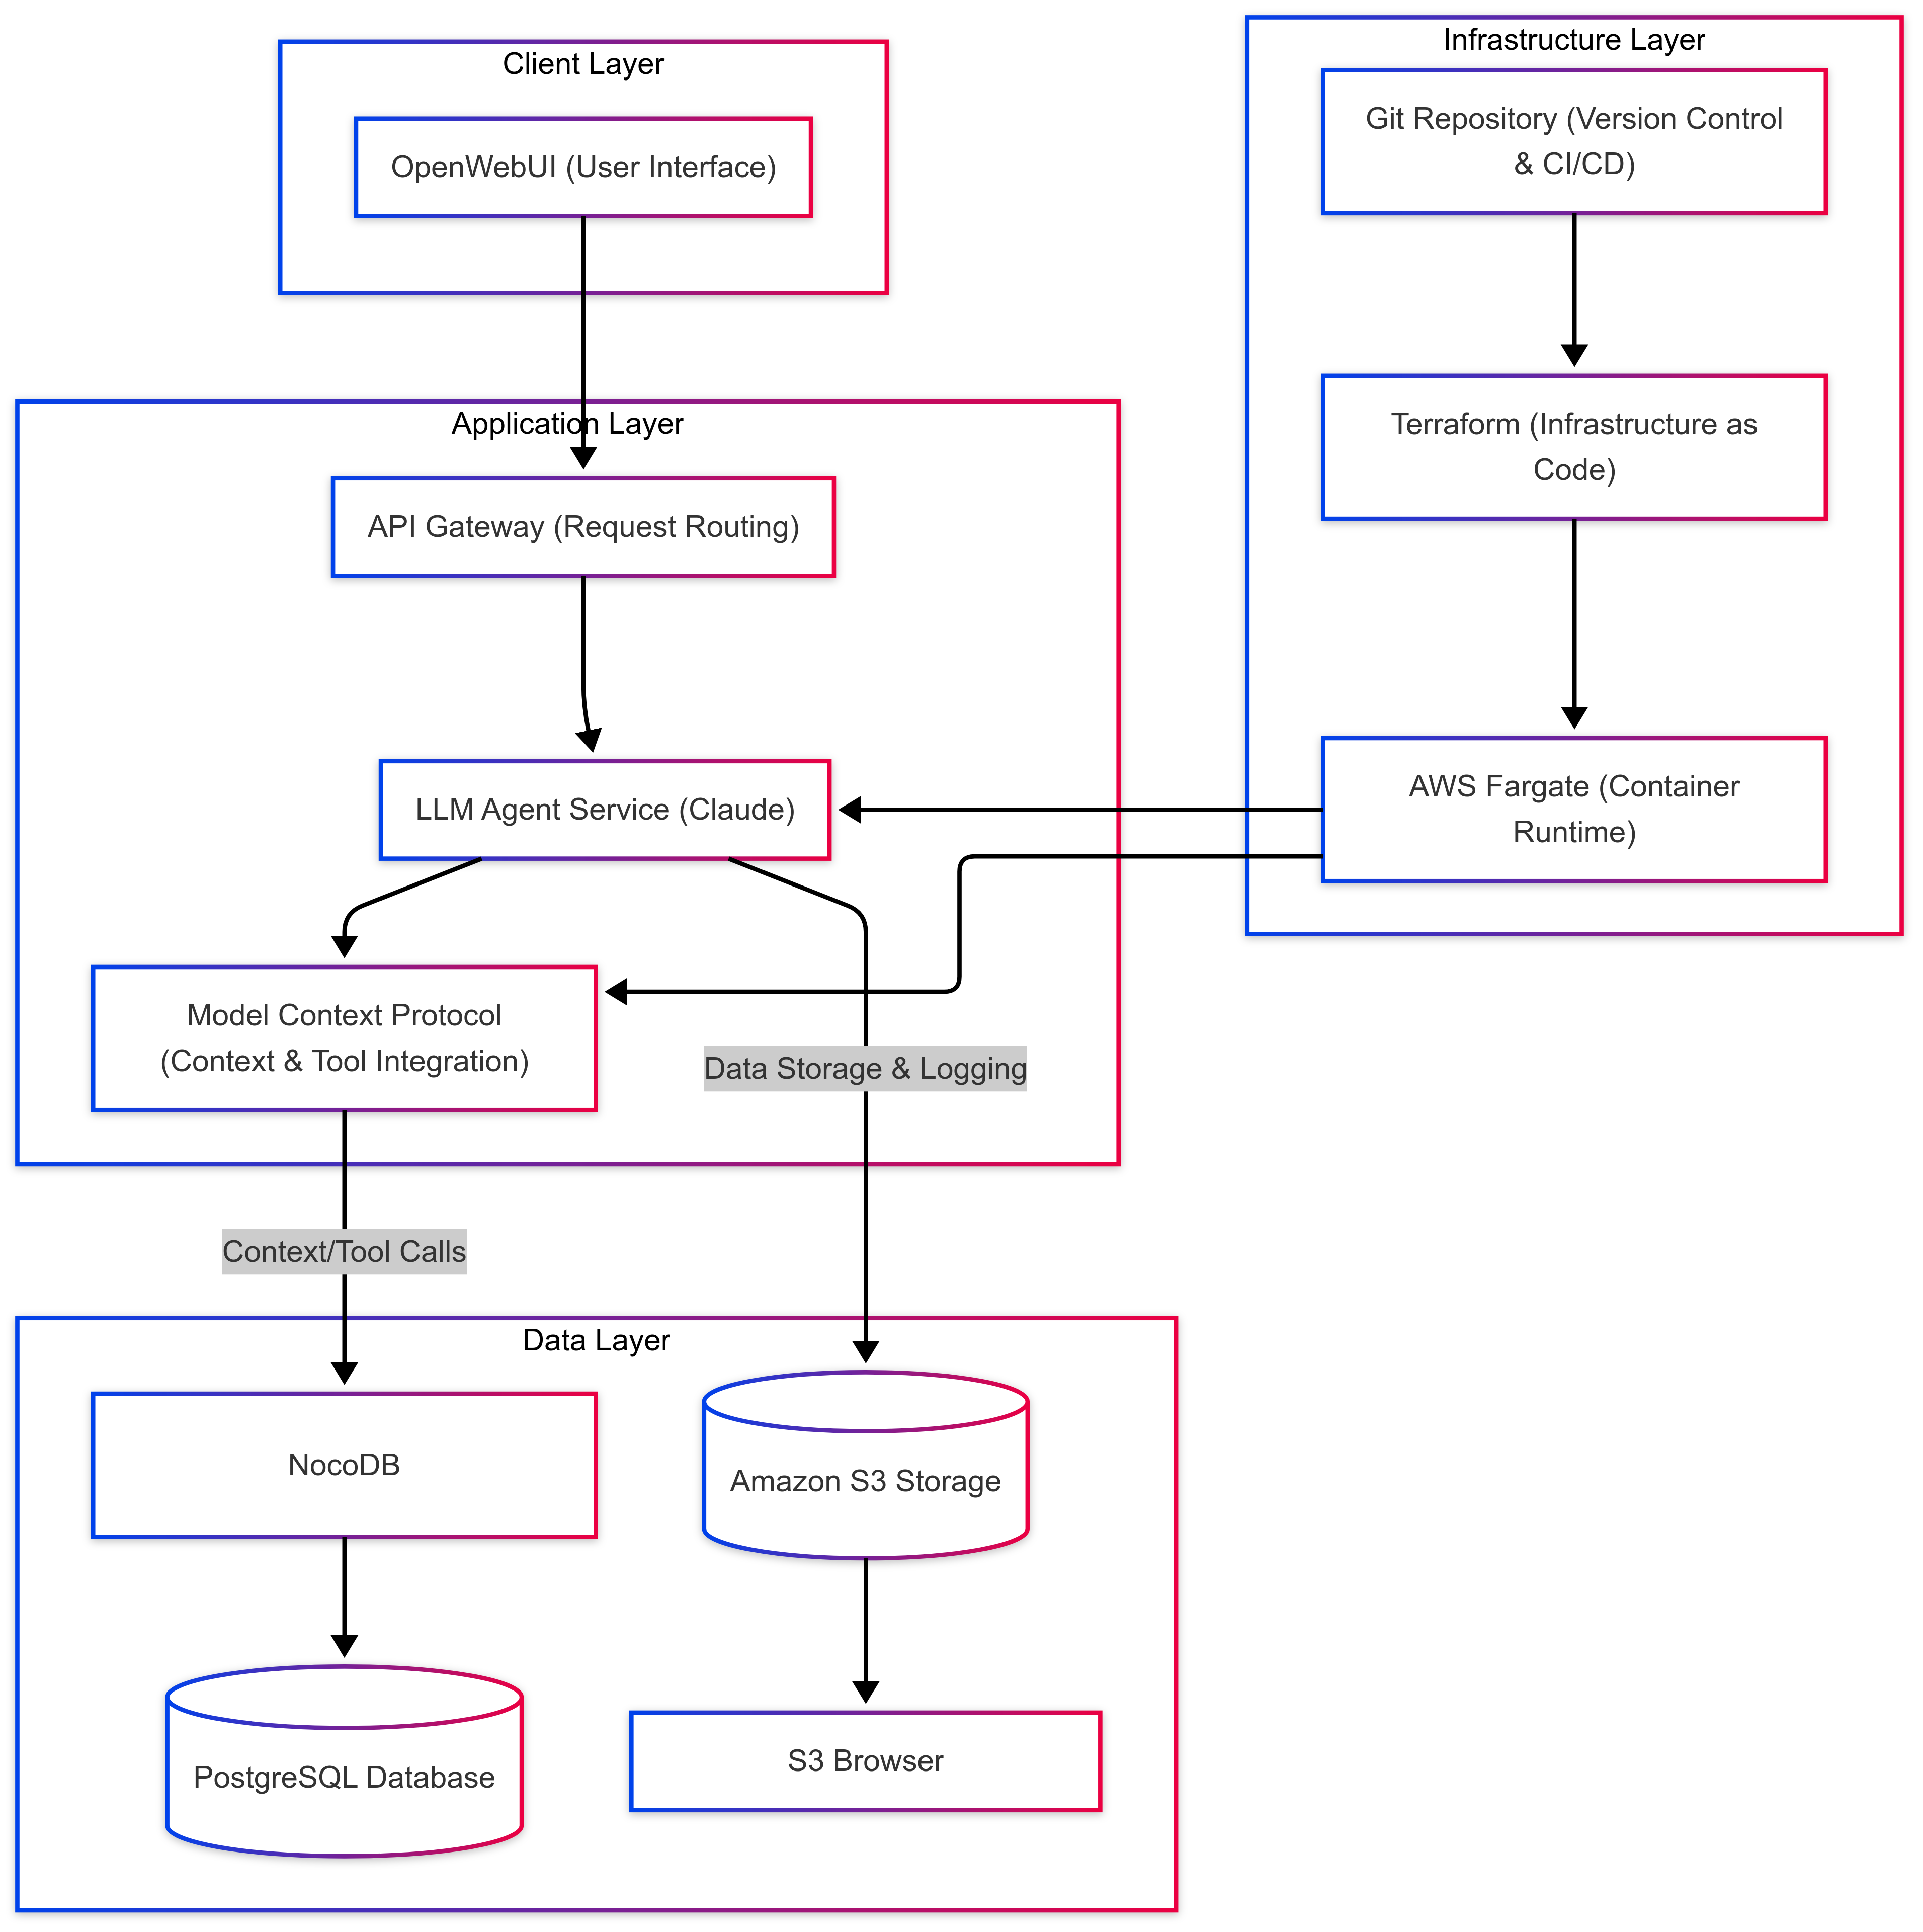 Client Layer
OpenWebUI (User Interface)
Infrastructure Layer
Git Repository (Version Control
& CI/CD)
Terraform (Infrastructure as
Code)
AWS Fargate (Container
Runtime)
Application Layer
API Gateway (Request Routing)
LLM Agent Service (Claude)
Model Context Protocol
(Context & Tool Integration)
Data Storage & Logging
Context/Tool Calls
Data Layer
NocoDB
Amazon S3 Storage
PostgreSQL Database
S3 Browser